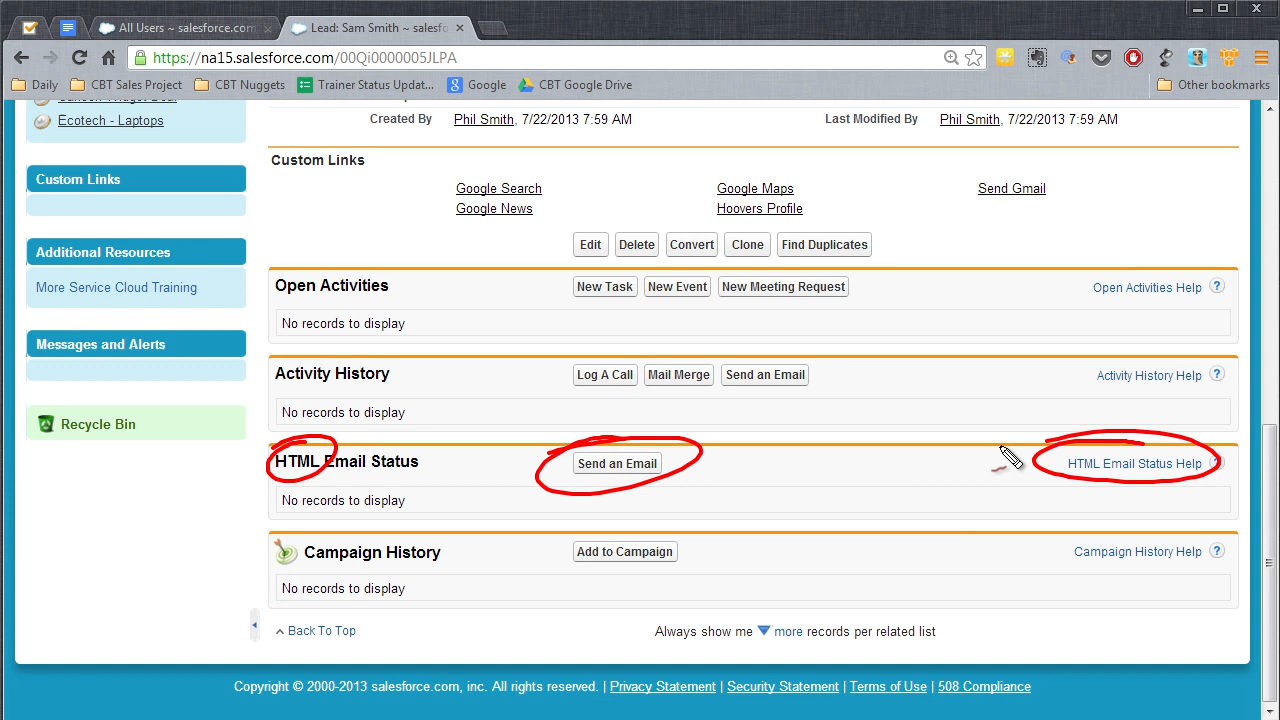 All Users ~ salesforce.com
Lead: Sam Smith ~ salesfo
https://na15.salesforce.com/00Qi0000005JLPA
Daily
CBT Sales Project
CBT Nuggets
Trainer Status Updat...
Google
CBT Google Drive
Other bookmarks
Ecotech - Laptops
Custom Links
Additional Resources
More Service Cloud Training
Messages and Alerts
Recycle Bin
Created By Phil Smith, 7/22/2013 7:59 AM
Last Modified By Phil Smith, 7/22/2013 7:59 AM
Custom Links
Google Search
Google Maps
Send Gmail
Google News
Hoovers Profile
Edit
Delete
Convert
Clone
Find Duplicates
Open Activities
New Task
New Event
New Meeting Request
Open Activities Help ?
No records to display
Activity History
Log A Call
Mail Merge
Send an Email
Activity History Help ?
No records to display
HTML Email Status
Send an Email
HTML Email Status Help ?
No records to display
Campaign History
Add to Campaign
Campaign History Help ?
No records to display
Back To Top
Always show me more records per related list
Copyright © 2000-2013 salesforce.com, inc. All rights reserved. | Privacy Statement | Security Statement | Terms of Use | 508 Compliance